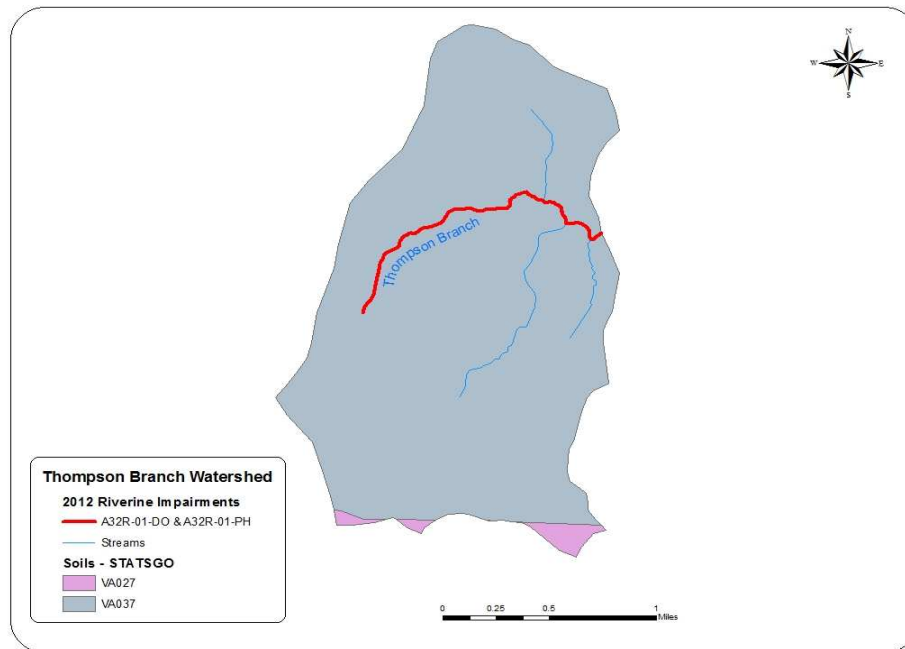 N
W E
S
Thompson Branch
Thompson Branch Watershed
2012 Riverine Impairments
A32R-01-DO & A32R-01-PH
Streams
Soils - STATSGO
VA027
VA037
0 0.25 0.5 1
Miles